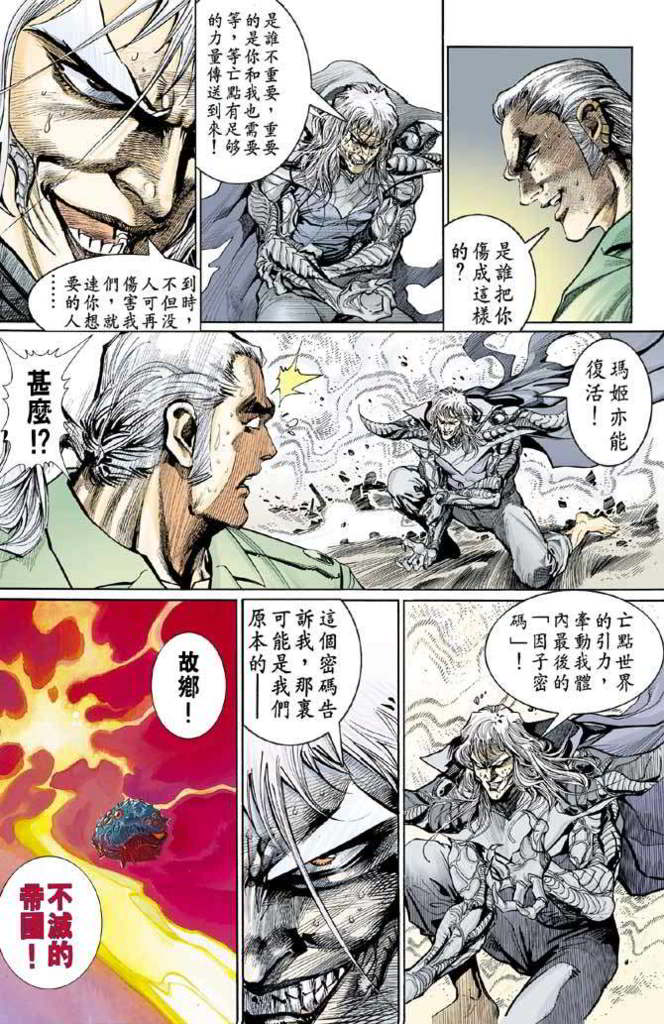 是誰把你
傷成這樣
的？
是誰不重要，重要
的是你和我也需要
等，等亡點有足够
的力量傳送到來！
到時，
不但没
人可再
傷害我
們，就
連你想
要的人
……
瑪姬亦能
復活！
甚麼!?
亡點世界
的引力，
牽動我體
內最後的
「因子密
碼」！
這個密碼告
訴我，那裏
可能是我們
原本的——
故鄉！
不滅的
帝國！